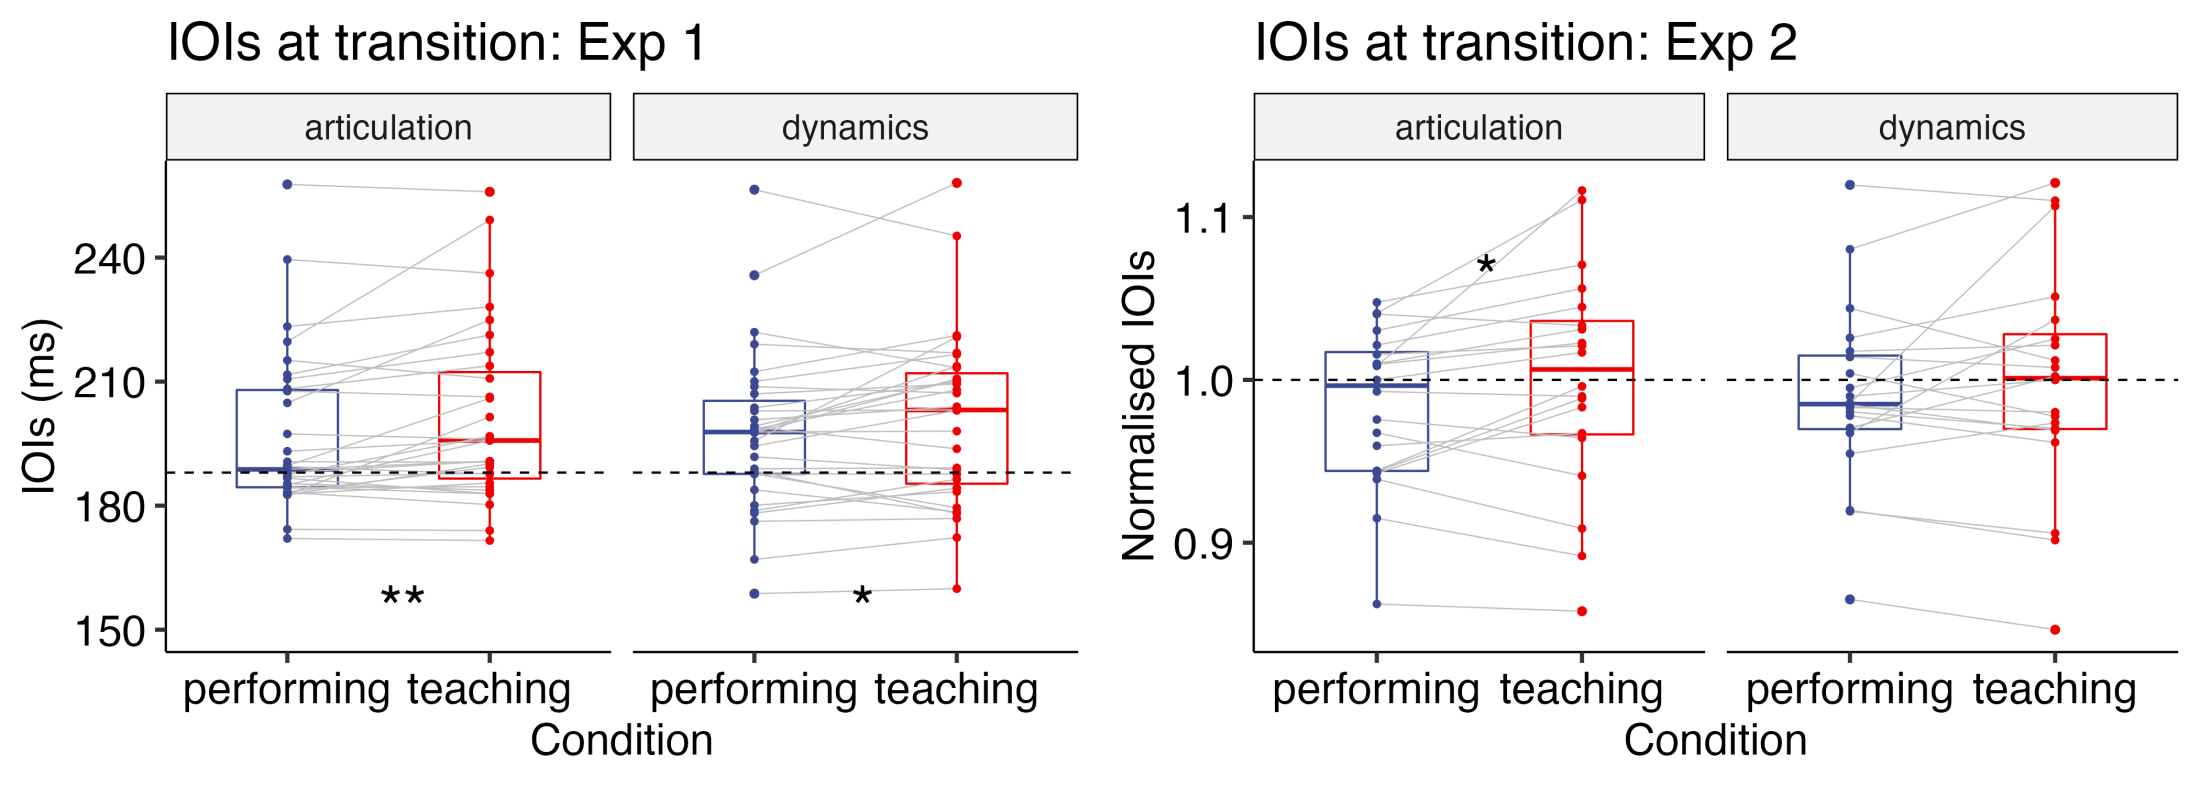 IOIs at transition: Exp 1
articulation
dynamics
IOIs (ms)
240
210
180
150
**
*
performing teaching
performing teaching
Condition
IOIs at transition: Exp 2
articulation
dynamics
Normalised IOIs
1.1
1.0
0.9
*
performing teaching
performing teaching
Condition